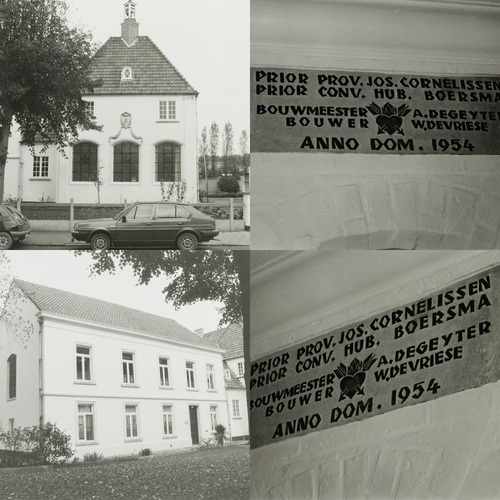 PRIOR PROV. JOS. CORNELISSEN
PRIOR CONV. HUB. BOERSMA
BOUWMEESTER A. DEGEYTER
BOUWER W. DEVRIESE
ANNO DOM. 1954
PRIOR PROV. JOS. CORNELISSEN
PRIOR CONV. HUB. BOERSMA
BOUWMEESTER A. DEGEYTER
BOUWER W. DEVRIESE
ANNO DOM. 1954